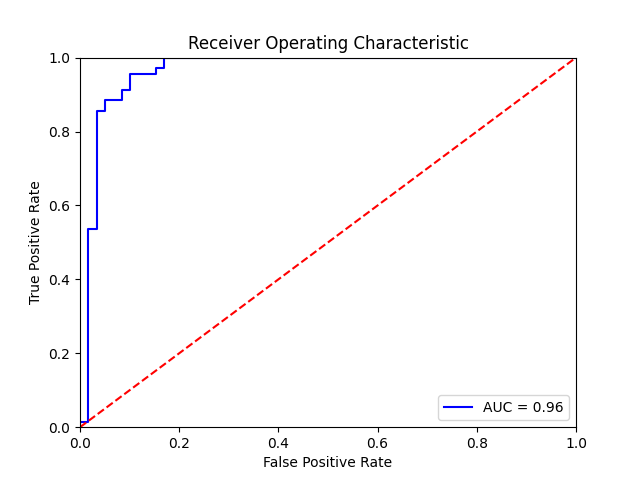 Receiver Operating Characteristic
1.0
0.8
0.6
0.4
0.2
0.0
True Positive Rate
0.0 0.2 0.4 0.6 0.8 1.0
False Positive Rate
AUC = 0.96